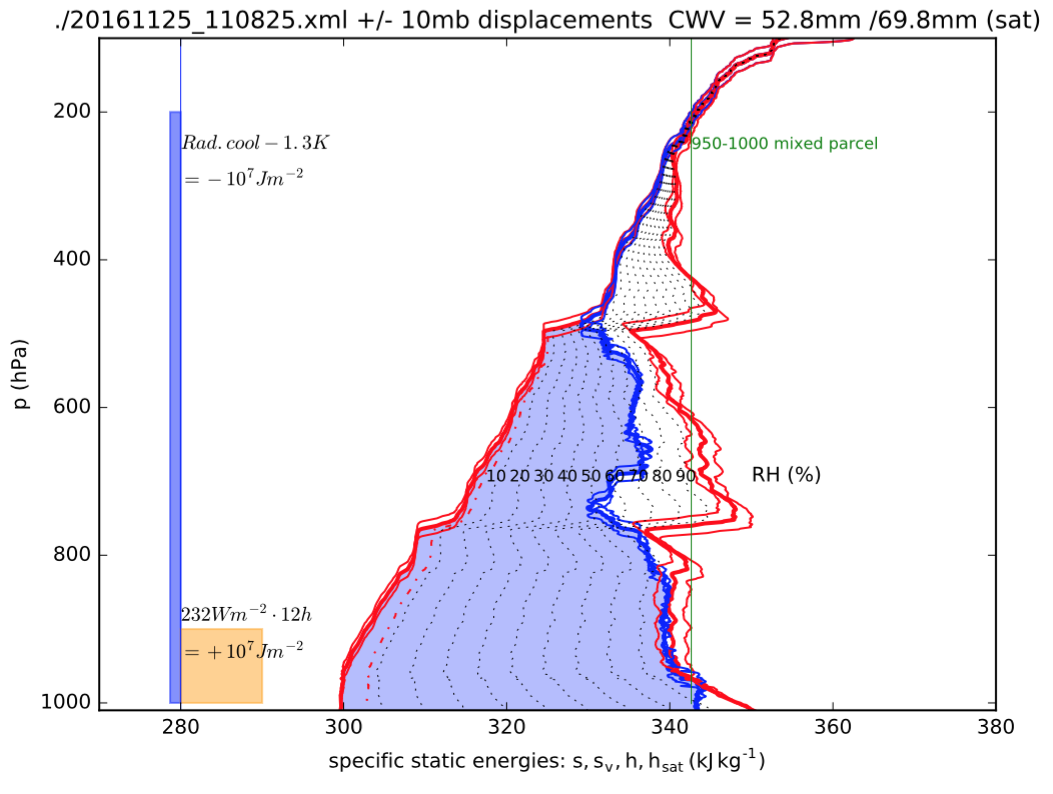 ./20161125_110825.xml +/- 10mb displacements  CWV = 52.8mm /69.8mm (sat)
200
400
600
800
1000
p (hPa)
Rad. cool − 1. 3K
= − 10⁷Jm⁻²
950-1000 mixed parcel
10 20 30 40 50 60 70 80 90
RH (%)
232Wm⁻² · 12h
= + 10⁷Jm⁻²
280 300 320 340 360 380
specific static energies: s, sᵥ, h, h_sat (kJ kg⁻¹)